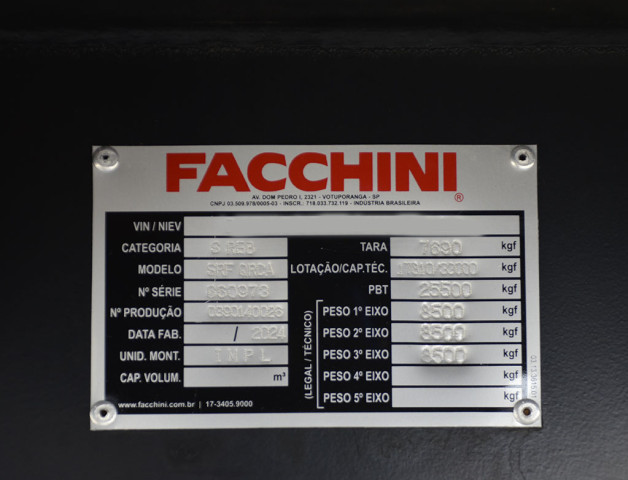 FACCHINI
®
AV. DOM PEDRO I, 2321 - VOTUPORANGA - SP
CNPJ 03.509.978/0005-03 - INSCR.: 718.033.732.119 - INDÚSTRIA BRASILEIRA
VIN / NIEV
CATEGORIA S.REB TARA 7690 kgf
MODELO SRF LOTAÇÃO/CAP.TÉC. kgf
Nº SÉRIE PBT 25500 kgf
Nº PRODUÇÃO PESO 1º EIXO 8500 kgf
DATA FAB. / 2024 PESO 2º EIXO 8500 kgf
UNID. MONT. IMPL PESO 3º EIXO 8500 kgf
CAP. VOLUM. m³ PESO 4º EIXO kgf
PESO 5º EIXO kgf
(LEGAL / TÉCNICO)
www.facchini.com.br | 17-3405.9000